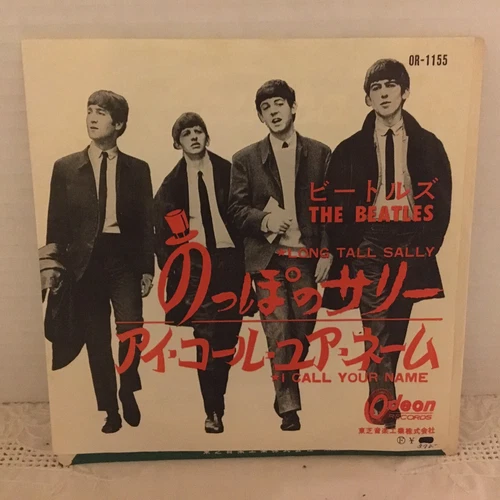 OR-1155
ビートルズ
THE BEATLES
★LONG TALL SALLY
のっぽのサリー
アイ・コール・ユア・ネーム
★I CALL YOUR NAME
Odeon
RECORDS
東芝音楽工業株式会社
Ⓟ ¥